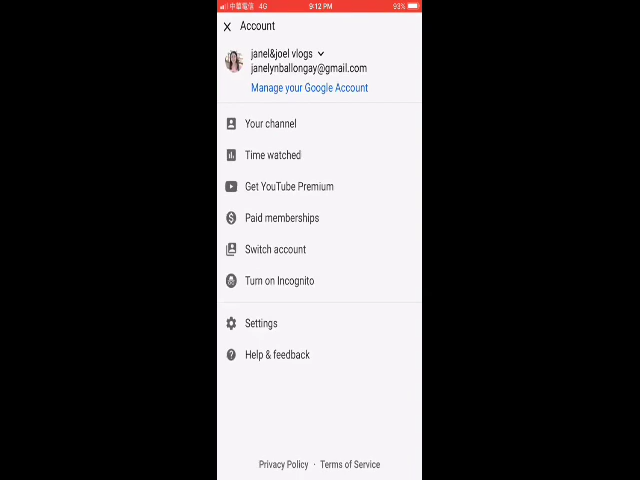 中華電信 4G 9:12 PM 93%
Account
janel&joel vlogs
janelynballongay@gmail.com
Manage your Google Account
Your channel
Time watched
Get YouTube Premium
Paid memberships
Switch account
Turn on Incognito
Settings
Help & feedback
Privacy Policy · Terms of Service